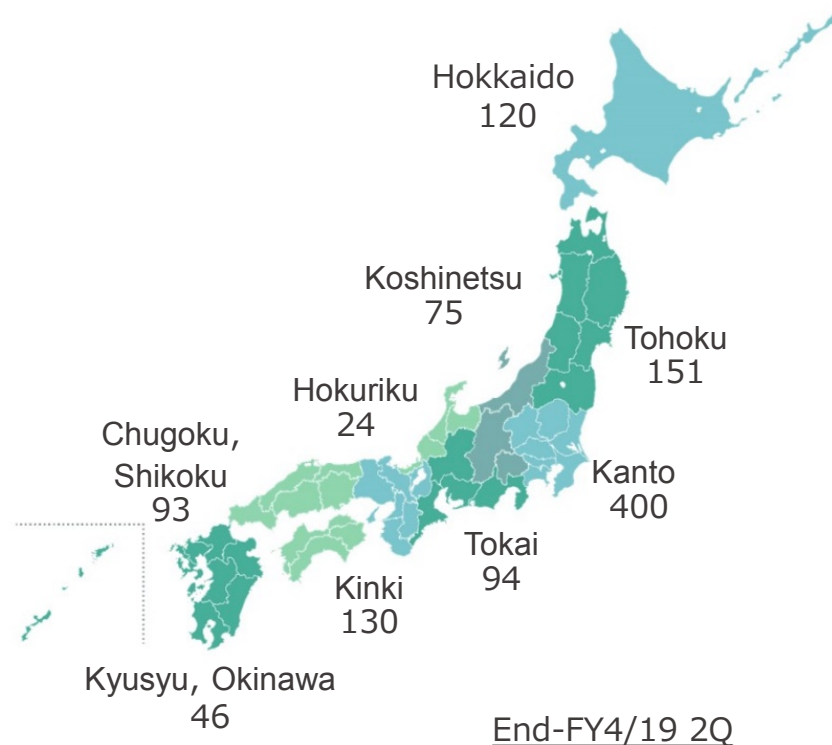 Hokkaido
120
Koshinetsu
75
Tohoku
151
Hokuriku
24
Chugoku,
Shikoku
93
Kanto
400
Tokai
94
Kinki
130
Kyusyu, Okinawa
46
End-FY4/19 2Q